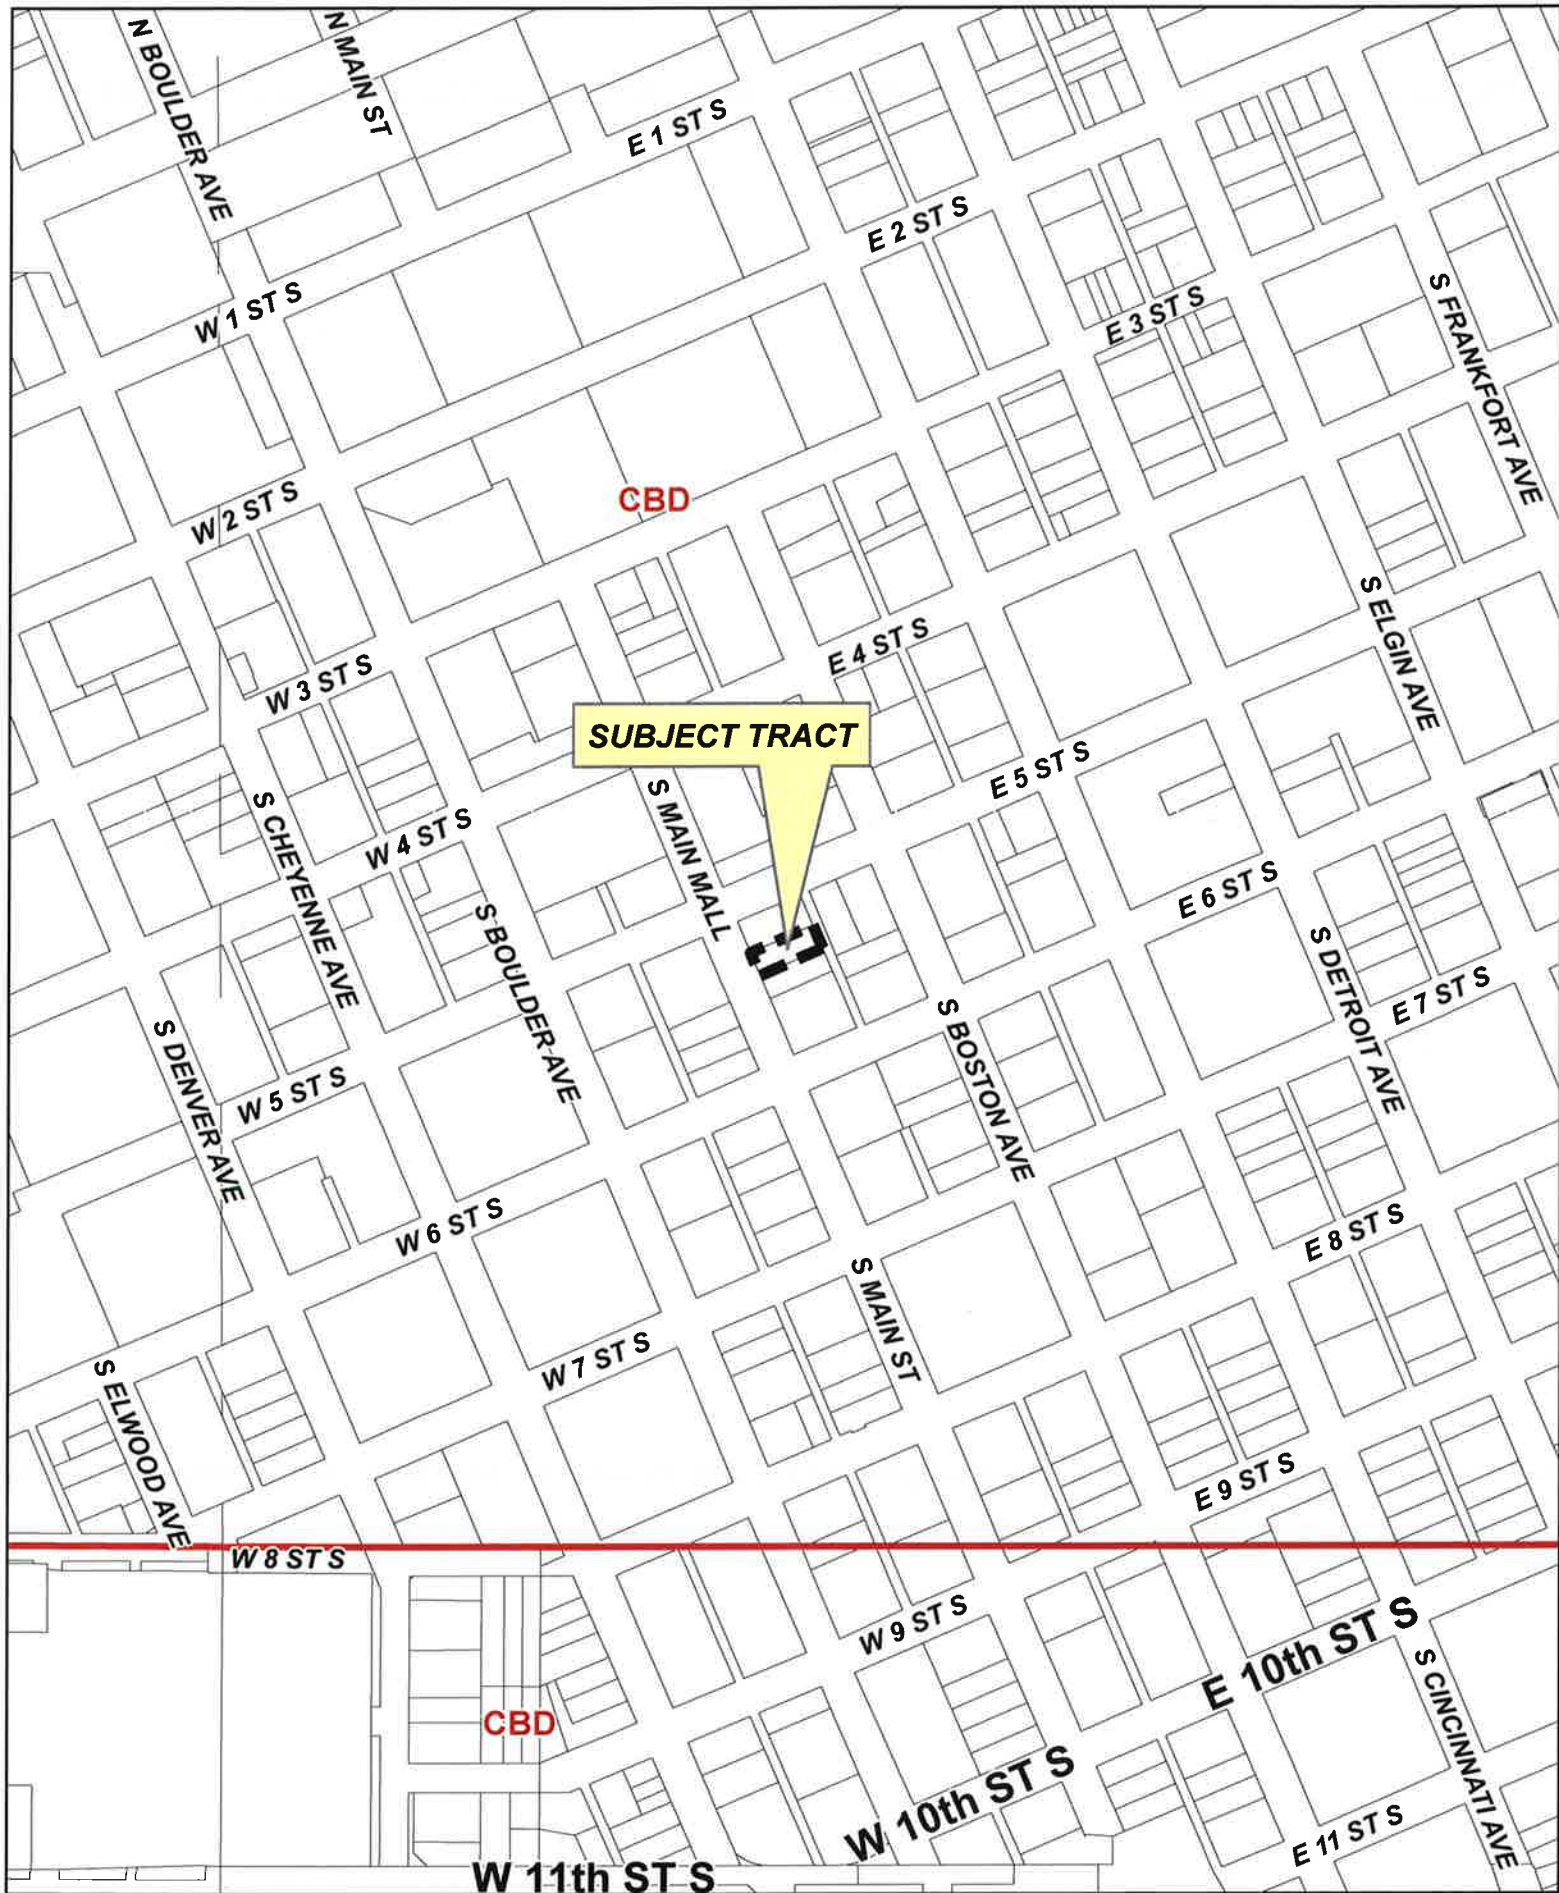 N BOULDER AVE
N MAIN ST
E 1 ST S
E 2 ST S
W 1 ST S
E 3 ST S
S FRANKFORT AVE
CBD
W 2 ST S
E 4 ST S
S ELGIN AVE
W 3 ST S
SUBJECT TRACT
E 5 ST S
S MAIN MALL
S CHEYENNE AVE
W 4 ST S
E 6 ST S
S BOULDER AVE
S DETROIT AVE
E 7 ST S
S BOSTON AVE
S DENVER AVE
W 5 ST S
W 6 ST S
E 8 ST S
S MAIN ST
W 7 ST S
S ELWOOD AVE
E 9 ST S
W 8 ST S
W 9 ST S
E 10th ST S
S CINCINNATI AVE
CBD
W 10th ST S
E 11 ST S
W 11th ST S